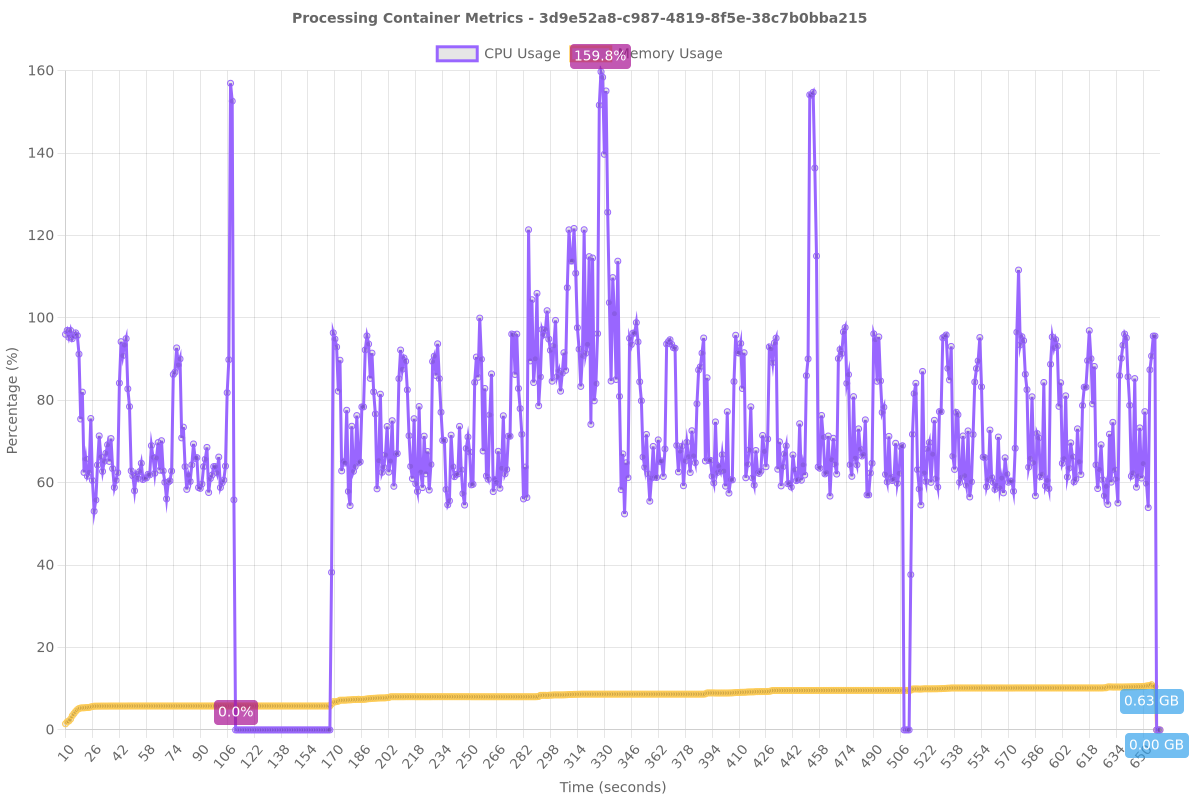 Processing Container Metrics - 3d9e52a8-c987-4819-8f5e-38c7b0bba215
CPU Usage
Memory Usage
159.8%
160
140
120
100
80
60
40
20
0
Percentage (%)
0.0%
0.63 GB
0.00 GB
10 26 42 58 74 90 106 122 138 154 170 186 202 218 234 250 266 282 298 314 330 346 362 378 394 410 426 442 458 474 490 506 522 538 554 570 586 602 618 634 650
Time (seconds)